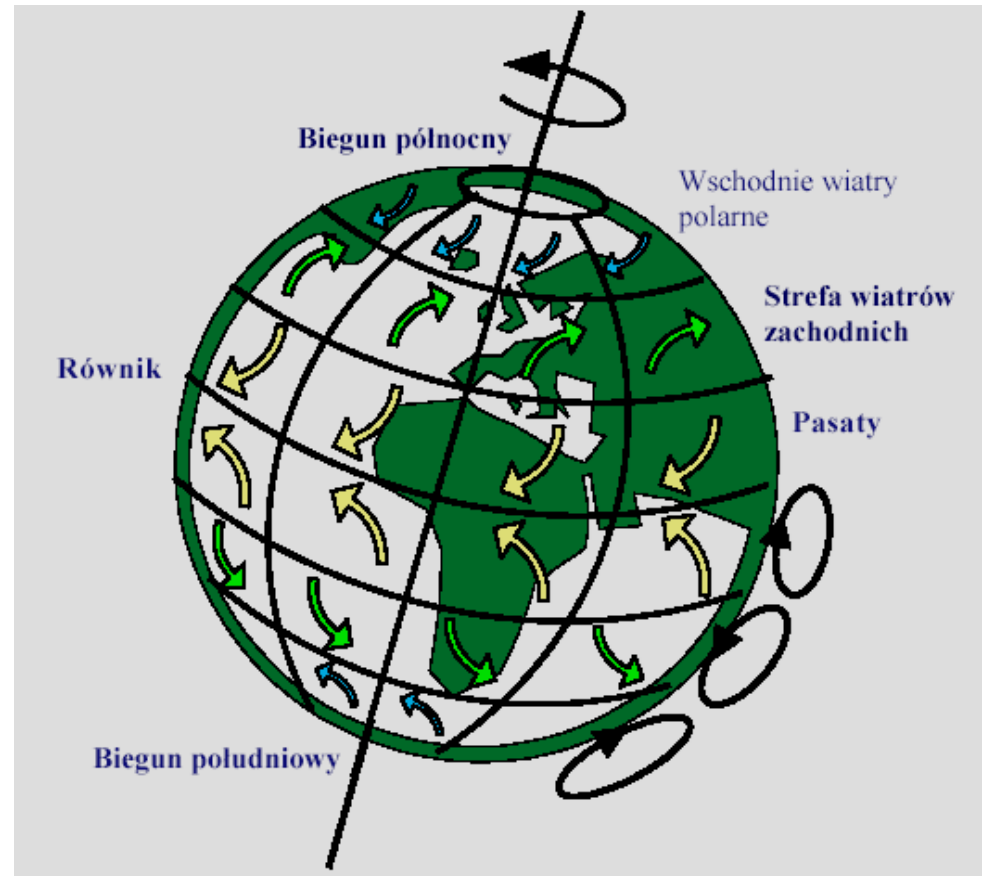 Biegun północny
Wschodnie wiatry
polarne
Strefa wiatrów
zachodnich
Równik
Pasaty
Biegun południowy